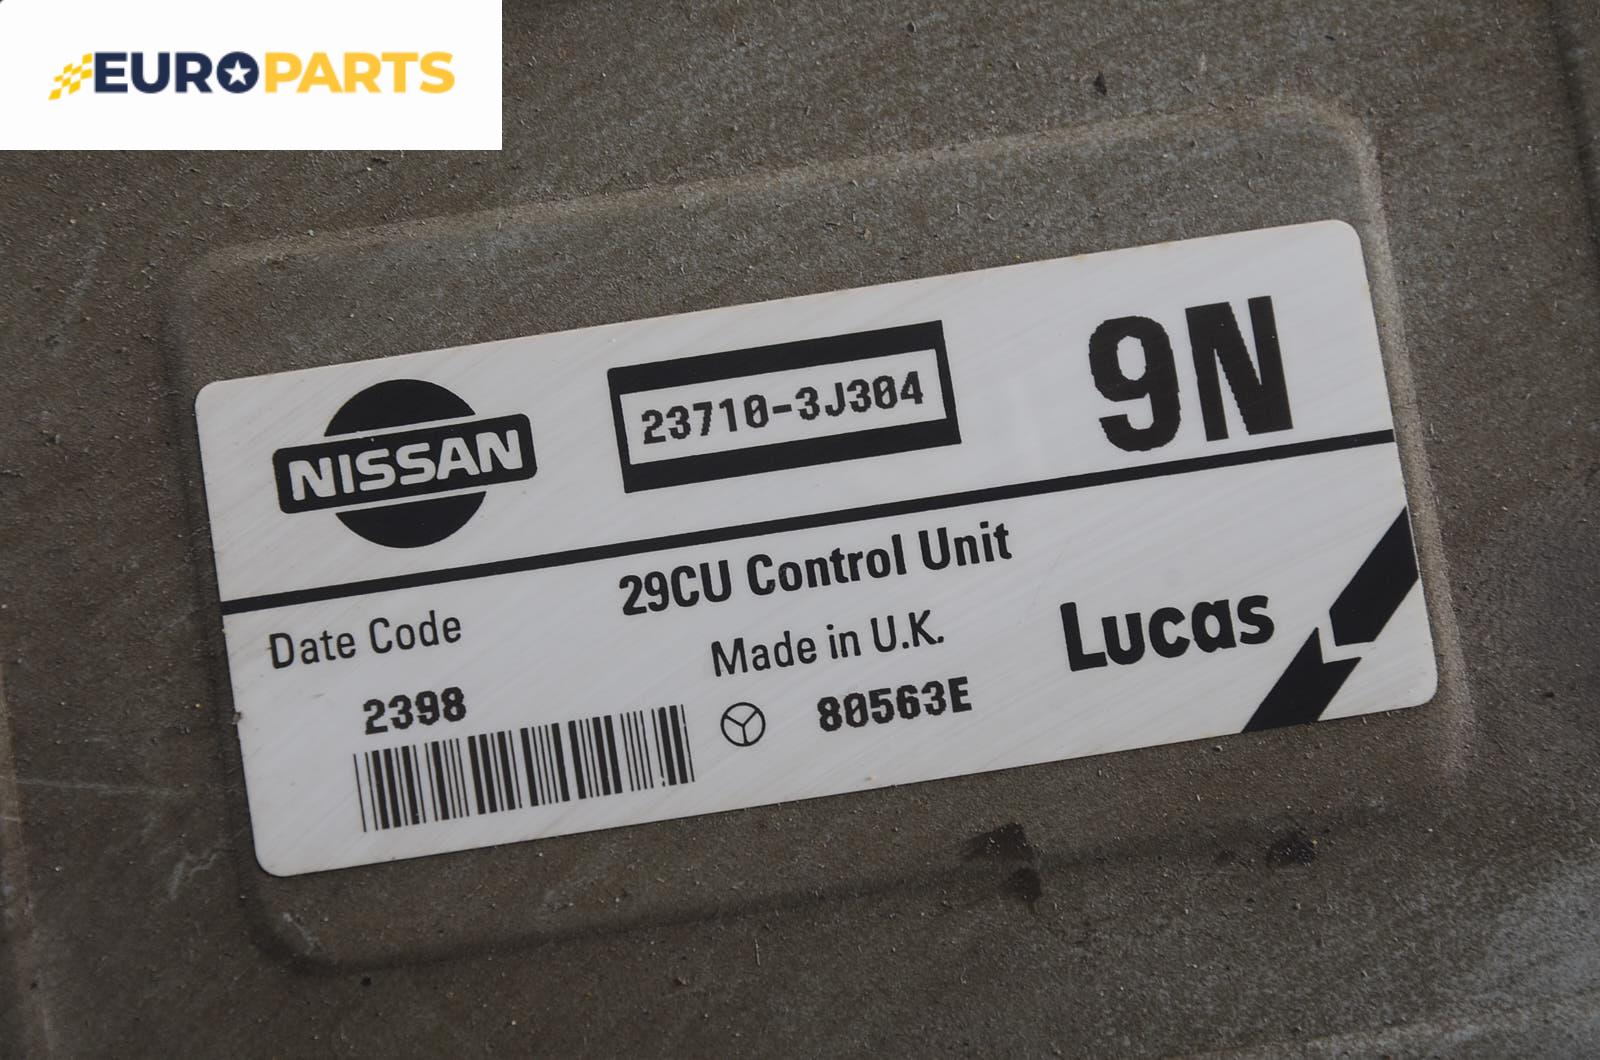 EUROPARTS
NISSAN
23710-3J304
9N
29CU Control Unit
Date Code
Made in U.K.
Lucas
2398
80563E